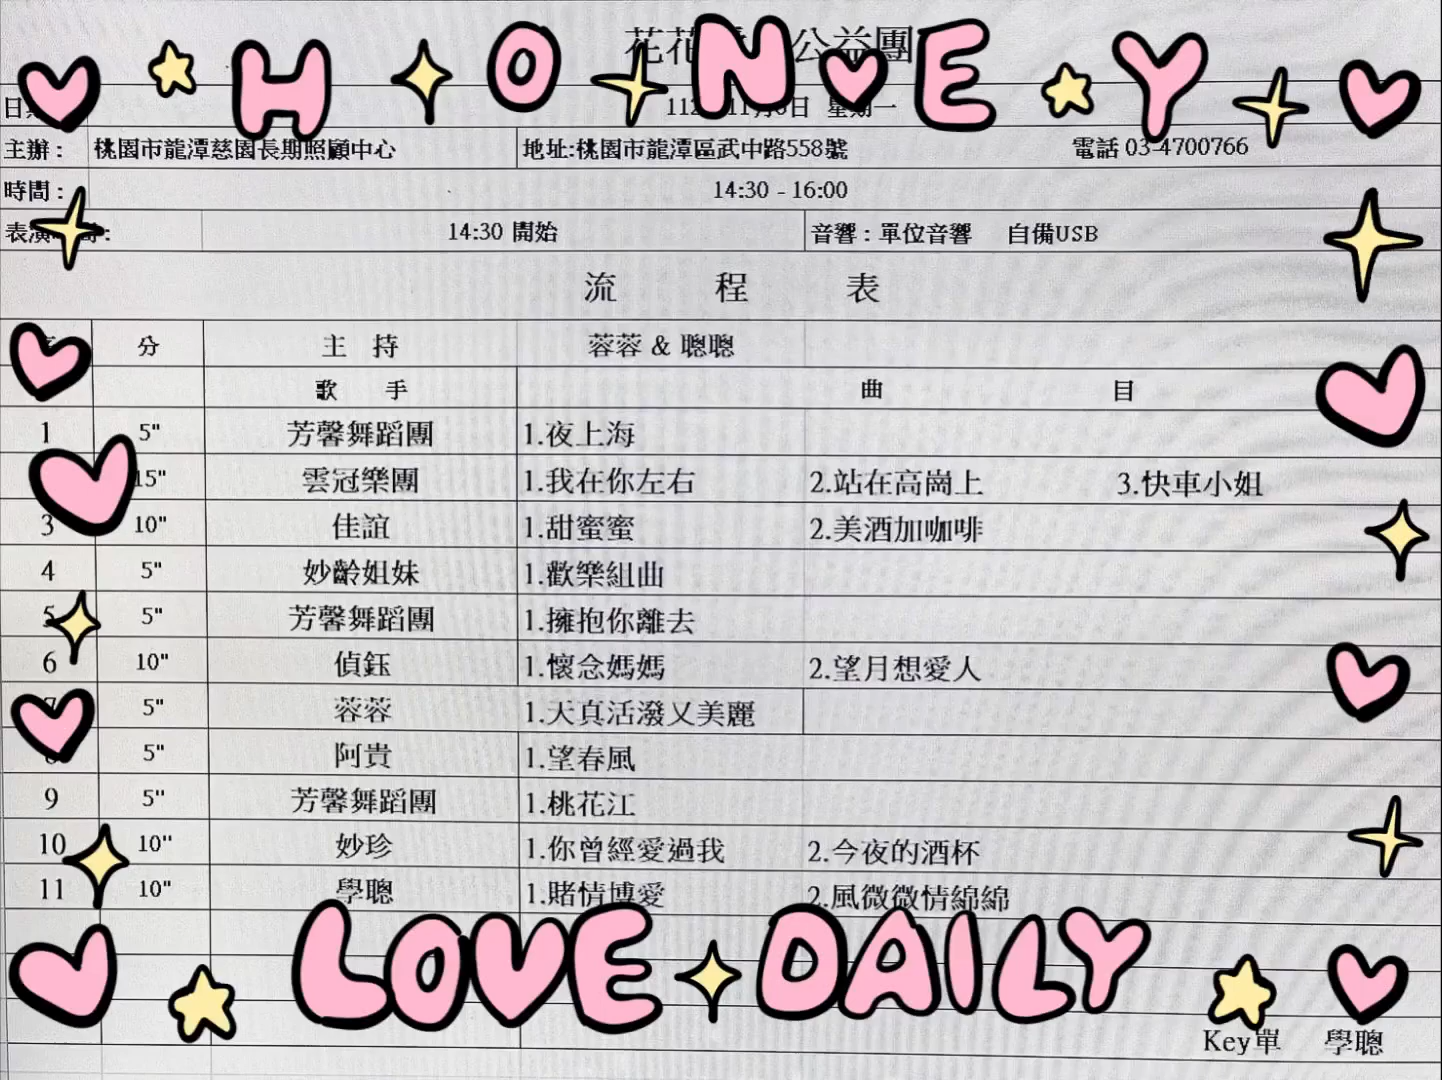 HONEY
花花 公益團
11月6日 星期一
主辦： 桃園市龍潭慈園長期照顧中心 地址:桃園市龍潭區武中路558號 電話 03-4700766
時間： 14:30 - 16:00
表演 14:30 開始 音響：單位音響 自備USB
流 程 表
分 主 持 蓉蓉 & 聰聰
歌 手 曲 目
1 5" 芳馨舞蹈團 1.夜上海
15" 雲冠樂團 1.我在你左右 2.站在高崗上 3.快車小姐
3 10" 佳誼 1.甜蜜蜜 2.美酒加咖啡
4 5" 妙齡姐妹 1.歡樂組曲
5 5" 芳馨舞蹈團 1.擁抱你離去
6 10" 偵鈺 1.懷念媽媽 2.望月想愛人
7 5" 蓉蓉 1.天真活潑又美麗
8 5" 阿貴 1.望春風
9 5" 芳馨舞蹈團 1.桃花江
10 10" 妙珍 1.你曾經愛過我 2.今夜的酒杯
11 10" 學聰 1.賭情博愛 2.風微微情綿綿
LOVE DAILY
Key單 學聰